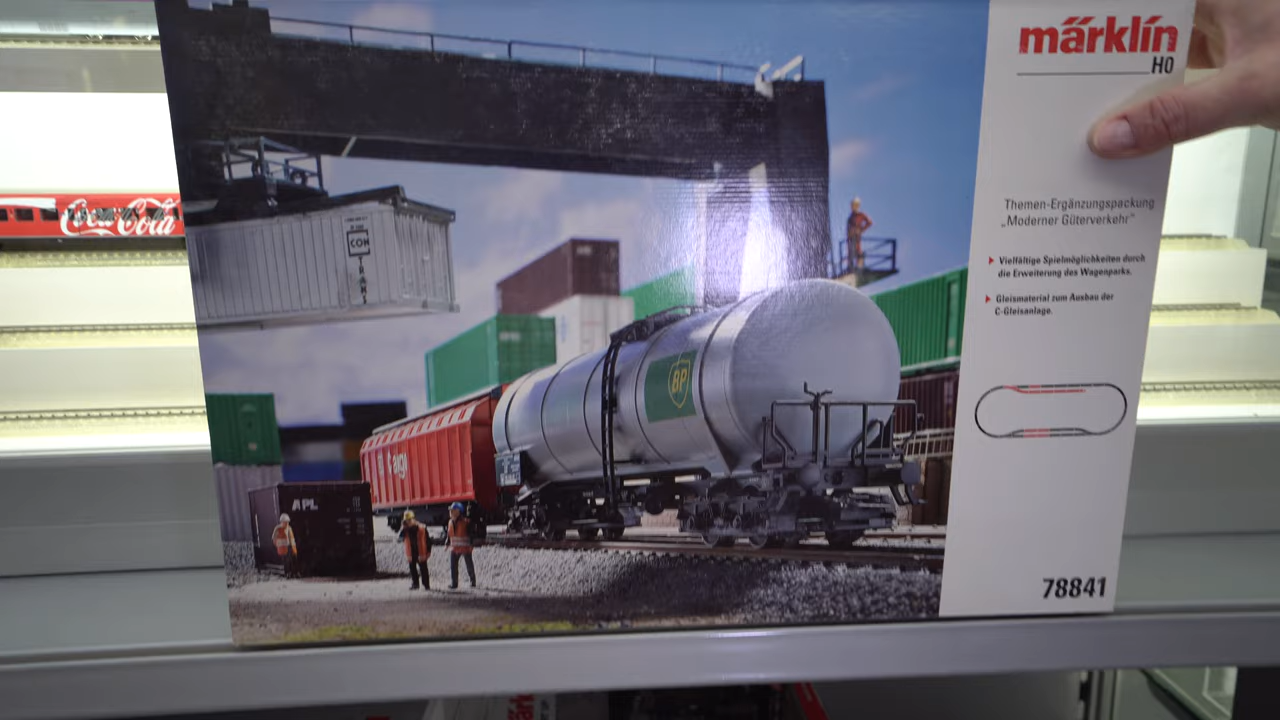 märklin
H0
Themen-Ergänzungspackung
„Moderner Güterverkehr"
Vielfältige Spielmöglichkeiten durch
die Erweiterung des Wagenparks.
Gleismaterial zum Ausbau der
C-Gleisanlage.
78841
Coca-Cola
CON
TRANS
BP
APL